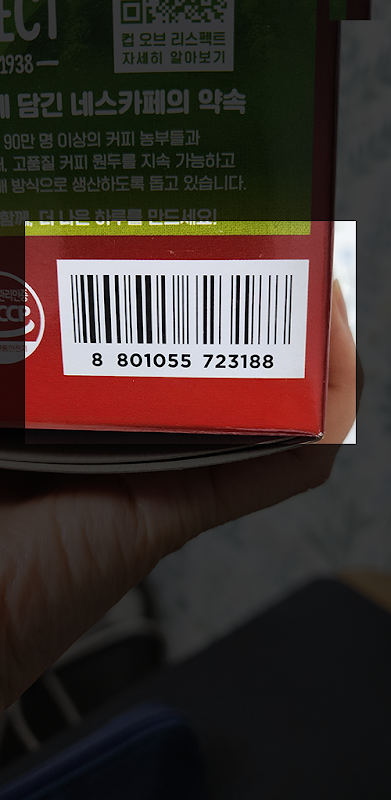 ECT
1938
컵 오브 리스펙트
자세히 알아보기
담긴 네스카페의 약속
90만 명 이상의 커피 농부들과
고품질 커피 원두를 지속 가능하고
방식으로 생산하도록 돕고 있습니다.
함께, 더 나은 하루를 만드세요!
8 801055 723188